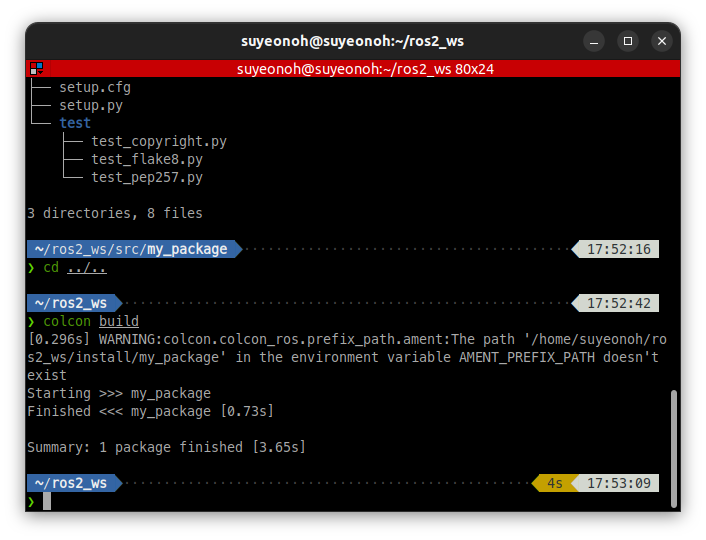 suyeonoh@suyeonoh:~/ros2_ws
suyeonoh@suyeonoh:~/ros2_ws 80x24
├── setup.cfg
├── setup.py
└── test
    ├── test_copyright.py
    ├── test_flake8.py
    └── test_pep257.py
3 directories, 8 files
~/ros2_ws/src/my_package 17:52:16
❯ cd ../..
~/ros2_ws 17:52:42
❯ colcon build
[0.296s] WARNING:colcon.colcon_ros.prefix_path.ament:The path '/home/suyeonoh/ro
s2_ws/install/my_package' in the environment variable AMENT_PREFIX_PATH doesn't
exist
Starting >>> my_package
Finished <<< my_package [0.73s]
Summary: 1 package finished [3.65s]
~/ros2_ws 4s 17:53:09
❯